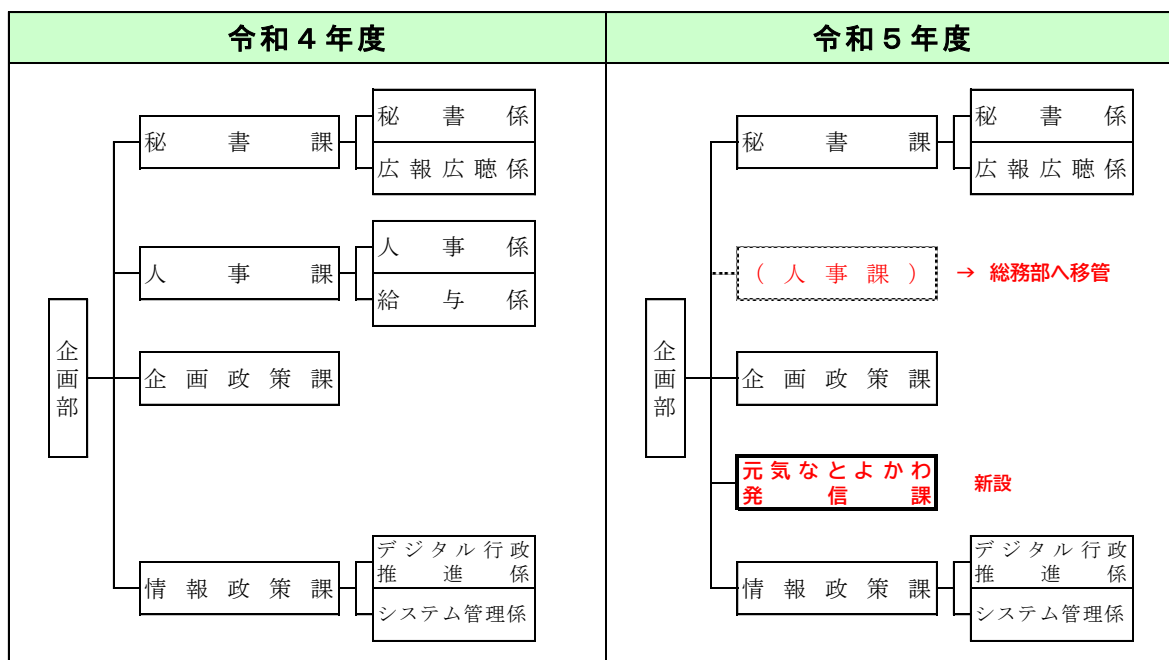 令和４年度
秘書課
秘書係
広報広聴係
人事課
人事係
給与係
企画部
企画政策課
情報政策課
デジタル行政
推進係
システム管理係
令和５年度
秘書課
秘書係
広報広聴係
（人事課）
→ 総務部へ移管
企画部
企画政策課
元気なとよかわ
発信課
新設
情報政策課
デジタル行政
推進係
システム管理係